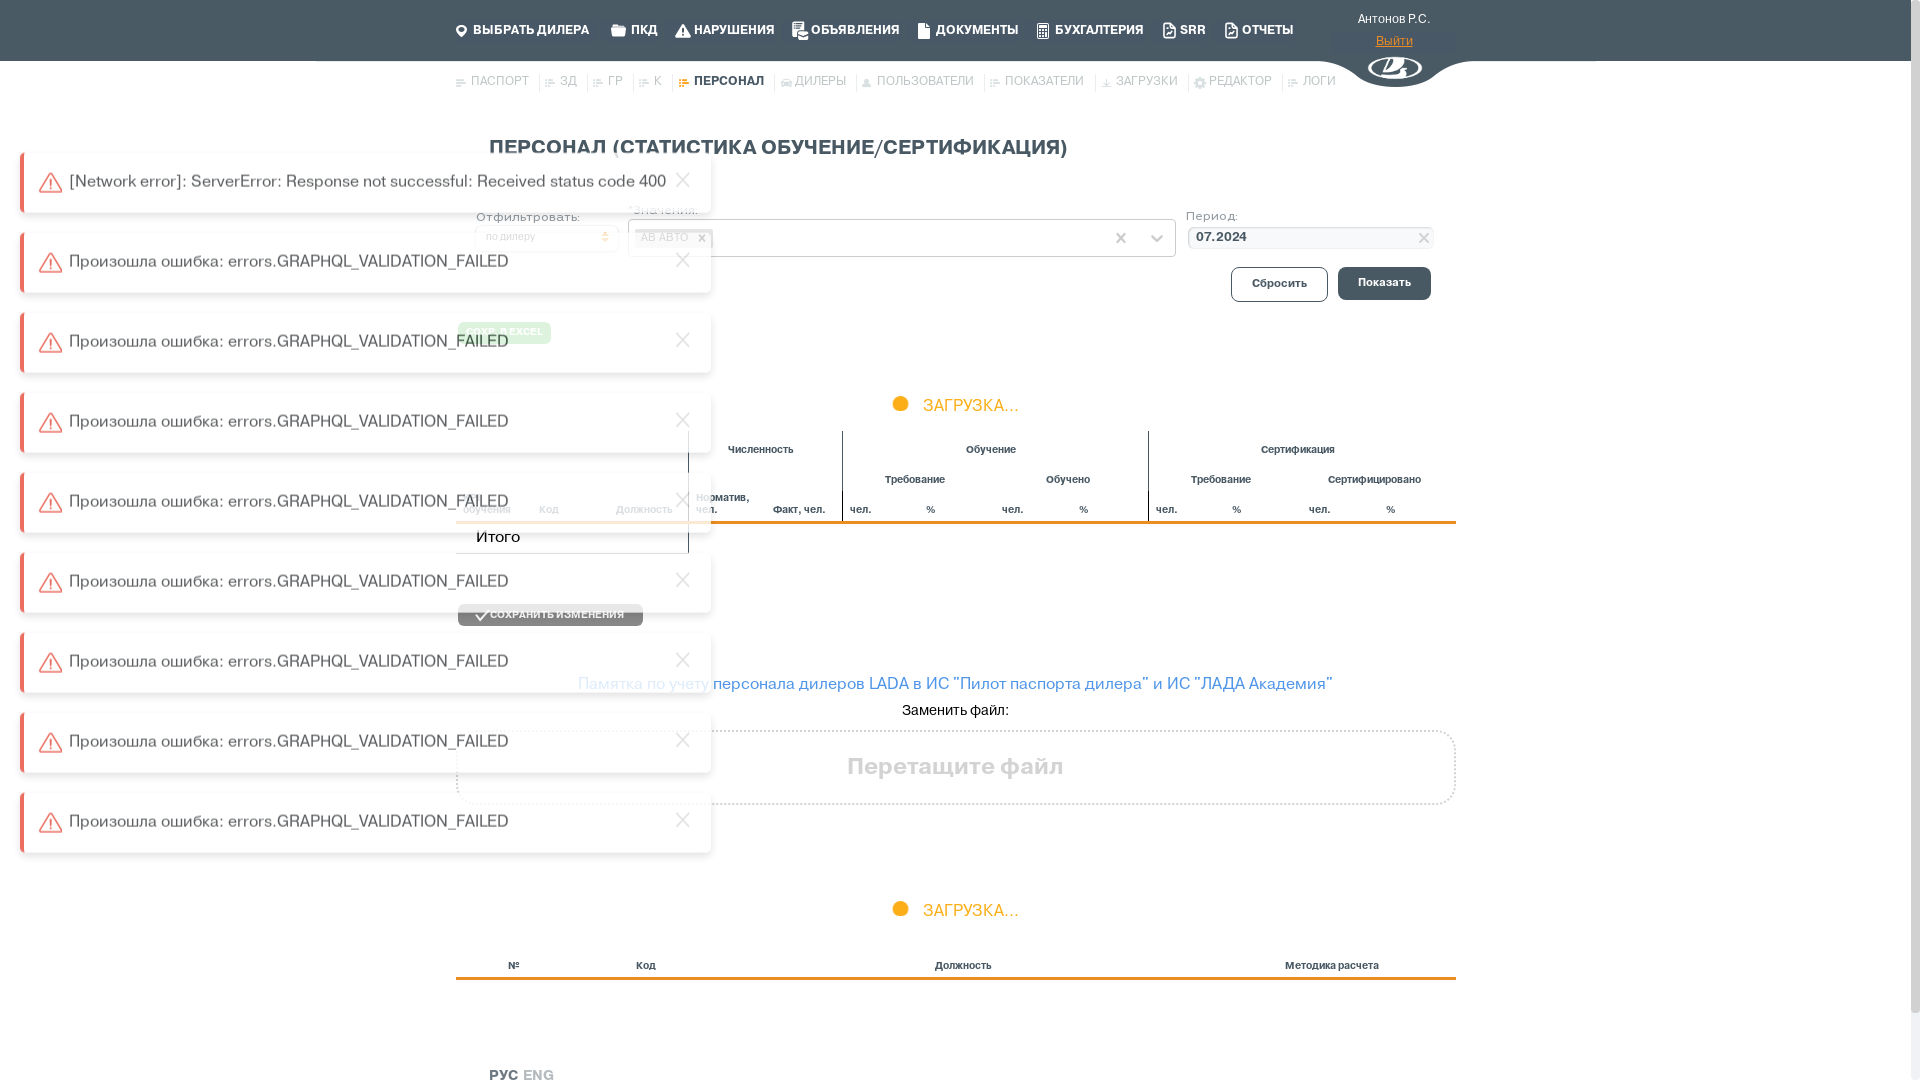 ВЫБРАТЬ ДИЛЕРА ПКД НАРУШЕНИЯ ОБЪЯВЛЕНИЯ ДОКУМЕНТЫ БУХГАЛТЕРИЯ SRR ОТЧЕТЫ
Антонов Р.С.
Выйти
ПАСПОРТ ЗД ГР К ПЕРСОНАЛ ДИЛЕРЫ ПОЛЬЗОВАТЕЛИ ПОКАЗАТЕЛИ ЗАГРУЗКИ РЕДАКТОР ЛОГИ
ПЕРСОНАЛ (СТАТИСТИКА ОБУЧЕНИЕ/СЕРТИФИКАЦИЯ)
[Network error]: ServerError: Response not successful: Received status code 400
Отфильтровать: *Значения: Период:
по дилеру АВ АВТО 07.2024
Произошла ошибка: errors.GRAPHQL_VALIDATION_FAILED
Сбросить Показать
СОХР. В EXCEL
Произошла ошибка: errors.GRAPHQL_VALIDATION_FAILED
ЗАГРУЗКА...
Произошла ошибка: errors.GRAPHQL_VALIDATION_FAILED
Численность Обучение Сертификация
Требование Обучено Требование Сертифицировано
Произошла ошибка: errors.GRAPHQL_VALIDATION_FAILED
обучения Код Должность Норматив, чел. Факт, чел. чел. % чел. % чел. % чел. %
Итого
Произошла ошибка: errors.GRAPHQL_VALIDATION_FAILED
СОХРАНИТЬ ИЗМЕНЕНИЯ
Произошла ошибка: errors.GRAPHQL_VALIDATION_FAILED
Памятка по учету персонала дилеров LADA в ИС "Пилот паспорта дилера" и ИС "ЛАДА Академия"
Заменить файл:
Произошла ошибка: errors.GRAPHQL_VALIDATION_FAILED
Перетащите файл
Произошла ошибка: errors.GRAPHQL_VALIDATION_FAILED
ЗАГРУЗКА...
№ Код Должность Методика расчета
РУС ENG